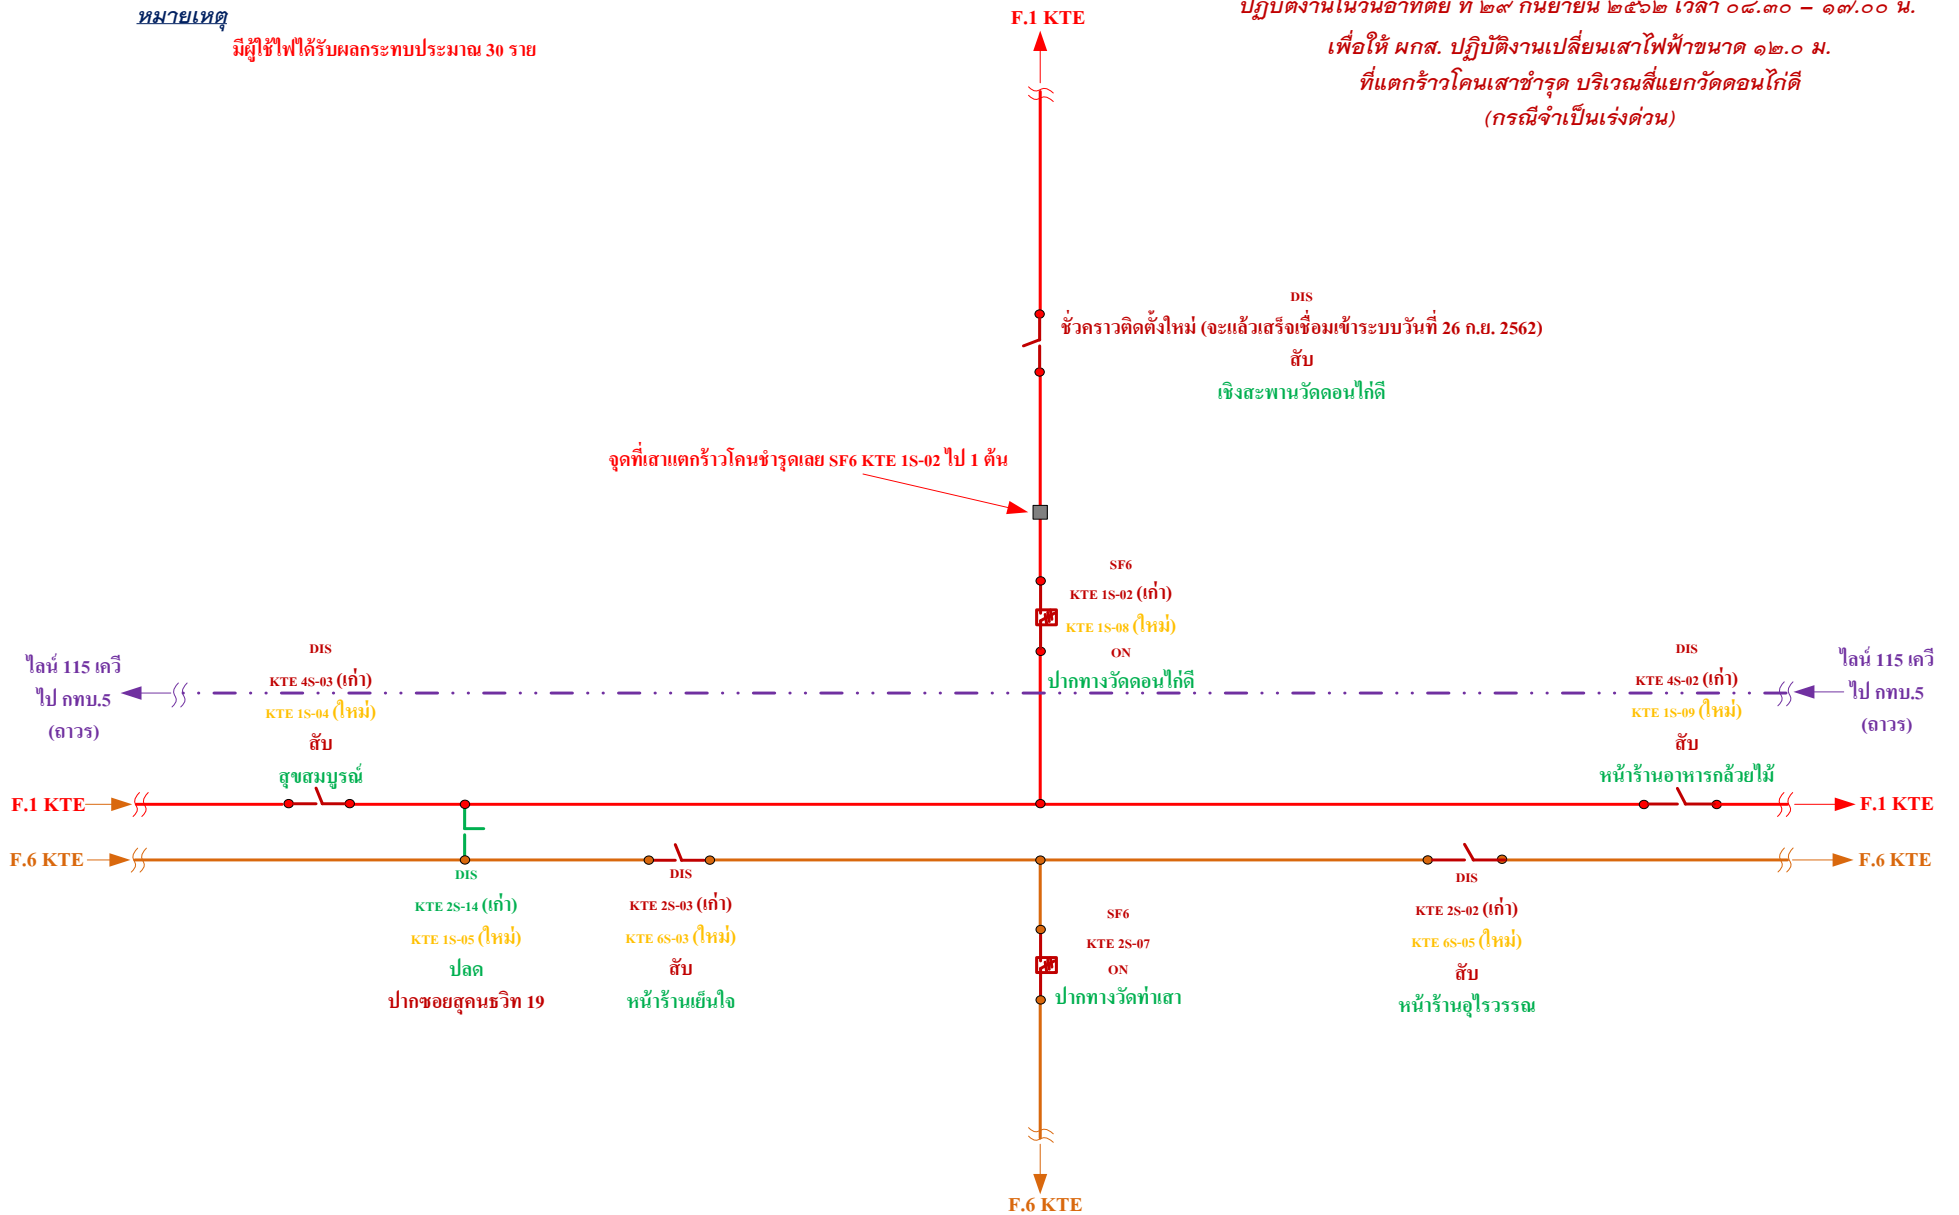 หมายเหตุ
มีผู้ใช้ไฟได้รับผลกระทบประมาณ 30 ราย
F.1 KTE
ปฏิบัติงานในวันอาทิตย์ ที่ ๒๙ กันยายน ๒๕๖๒ เวลา ๐๘.๓๐ – ๑๗.๐๐ น.
เพื่อให้ ผกส. ปฏิบัติงานเปลี่ยนเสาไฟฟ้าขนาด ๑๒.๐ ม.
ที่แตกร้าวโคนเสาชำรุด บริเวณสี่แยกวัดดอนไก่ดี
(กรณีจำเป็นเร่งด่วน)
DIS
ชั่วคราวติดตั้งใหม่ (จะแล้วเสร็จเชื่อมเข้าระบบวันที่ 26 ก.ย. 2562)
สับ
เชิงสะพานวัดดอนไก่ดี
จุดที่เสาแตกร้าวโคนชำรุดเลย SF6 KTE 1S-02 ไป 1 ต้น
SF6
KTE 1S-02 (เก่า)
KTE 1S-08 (ใหม่)
ON
ปากทางวัดดอนไก่ดี
ไลน์ 115 เควี
ไป กทบ.5
(ถาวร)
DIS
KTE 4S-03 (เก่า)
KTE 1S-04 (ใหม่)
สับ
สุขสมบูรณ์
DIS
KTE 4S-02 (เก่า)
KTE 1S-09 (ใหม่)
สับ
หน้าร้านอาหารกล้วยไม้
ไลน์ 115 เควี
ไป กทบ.5
(ถาวร)
F.1 KTE
F.1 KTE
F.6 KTE
F.6 KTE
DIS
KTE 2S-14 (เก่า)
KTE 1S-05 (ใหม่)
ปลด
ปากซอยสุคนธวิท 19
DIS
KTE 2S-03 (เก่า)
KTE 6S-03 (ใหม่)
สับ
หน้าร้านเย็นใจ
SF6
KTE 2S-07
ON
ปากทางวัดท่าเสา
DIS
KTE 2S-02 (เก่า)
KTE 6S-05 (ใหม่)
สับ
หน้าร้านอุไรวรรณ
F.6 KTE